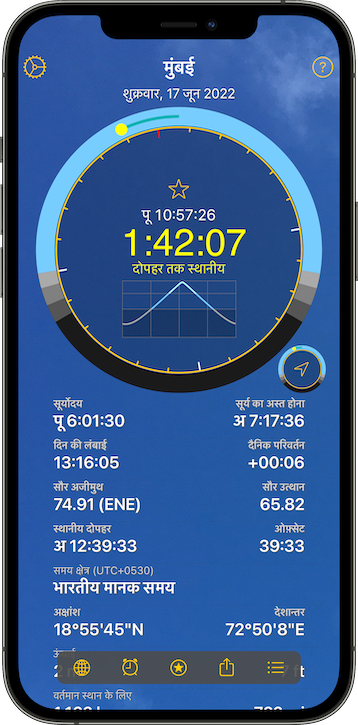 मुंबई
?
शुक्रवार, 17 जून 2022
पू 10:57:26
1:42:07
दोपहर तक स्थानीय
सूर्योदय सूर्य का अस्त होना
पू 6:01:30 अ 7:17:36
दिन की लंबाई दैनिक परिवर्तन
13:16:05 +00:06
सौर अजीमुथ सौर उत्थान
74.91 (ENE) 65.82
स्थानीय दोपहर ओफ़्सेट
अ 12:39:33 39:33
समय क्षेत्र (UTC+0530)
भारतीय मानक समय
अक्षांश देशान्तर
18°55'45"N 72°50'8"E
वर्तमान स्थान के लिए